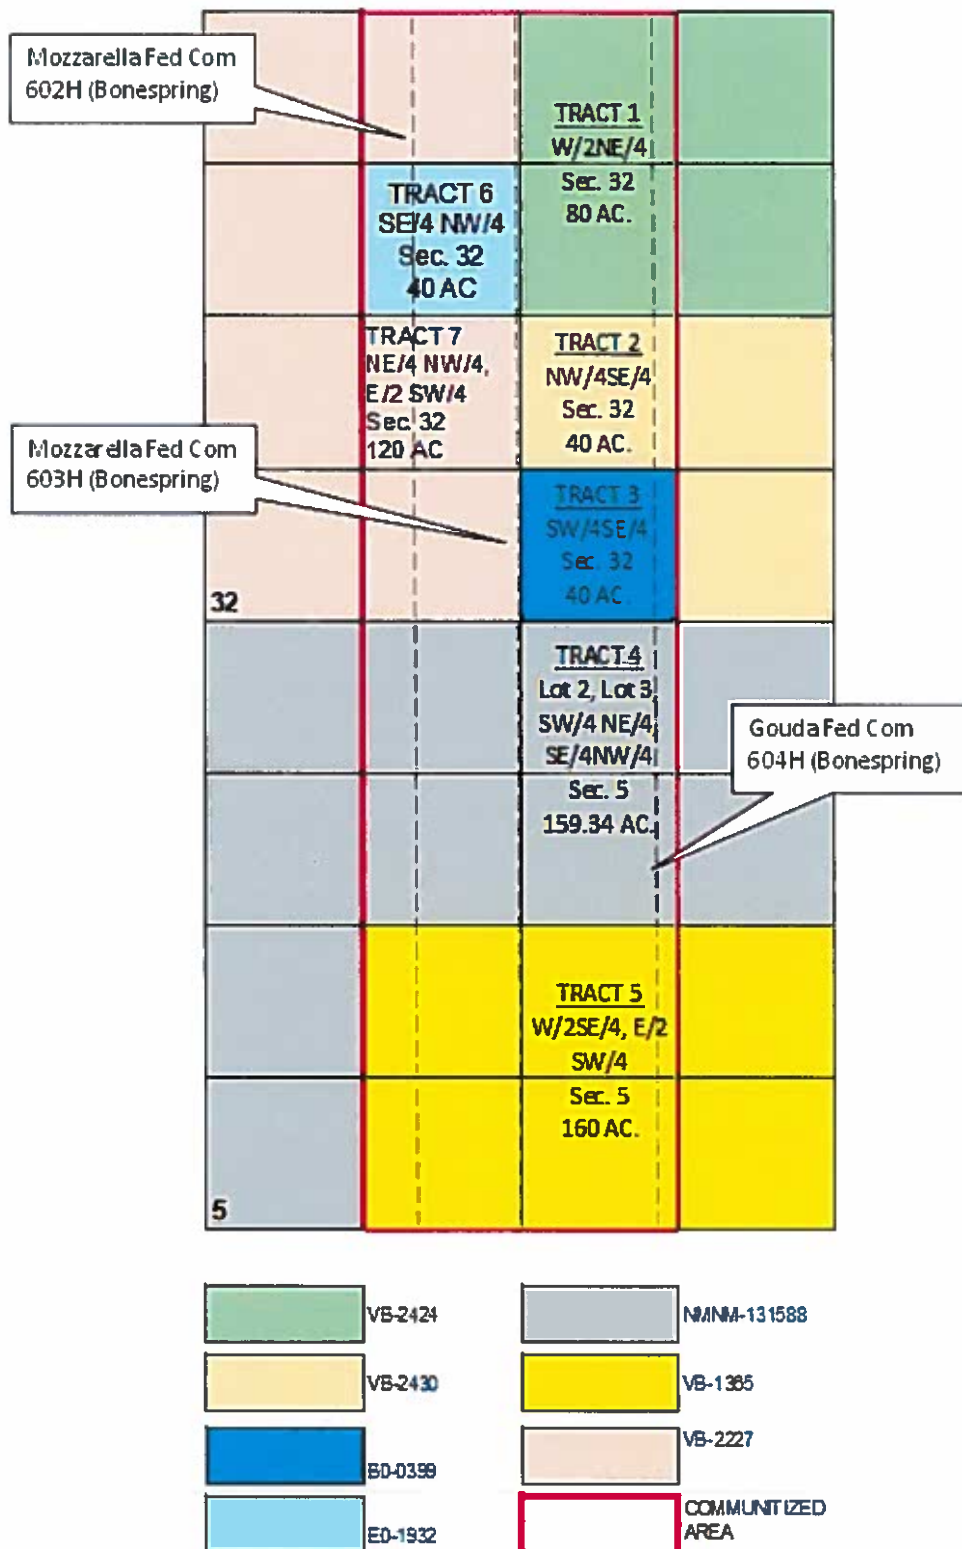 Mozzarella Fed Com
602H (Bonespring)
TRACT 1
W/2NE/4
Sec. 32
80 AC.
TRACT 6
SE/4 NW/4
Sec. 32
40 AC
TRACT 7
NE/4 NW/4,
E/2 SW/4
Sec. 32
120 AC
TRACT 2
NW/4SE/4
Sec. 32
40 AC.
Mozzarella Fed Com
603H (Bonespring)
TRACT 3
SW/4SE/4
Sec. 32
40 AC
32
TRACT 4
Lot 2, Lot 3,
SW/4 NE/4,
SE/4NW/4
Sec. 5
159.34 AC.
Gouda Fed Com
604H (Bonespring)
TRACT 5
W/2SE/4, E/2
SW/4
Sec. 5
160 AC.
5
VB-2424
NMNM-131588
VB-2430
VB-1365
B0-0399
VB-2227
E0-1932
COMMUNITIZED
AREA